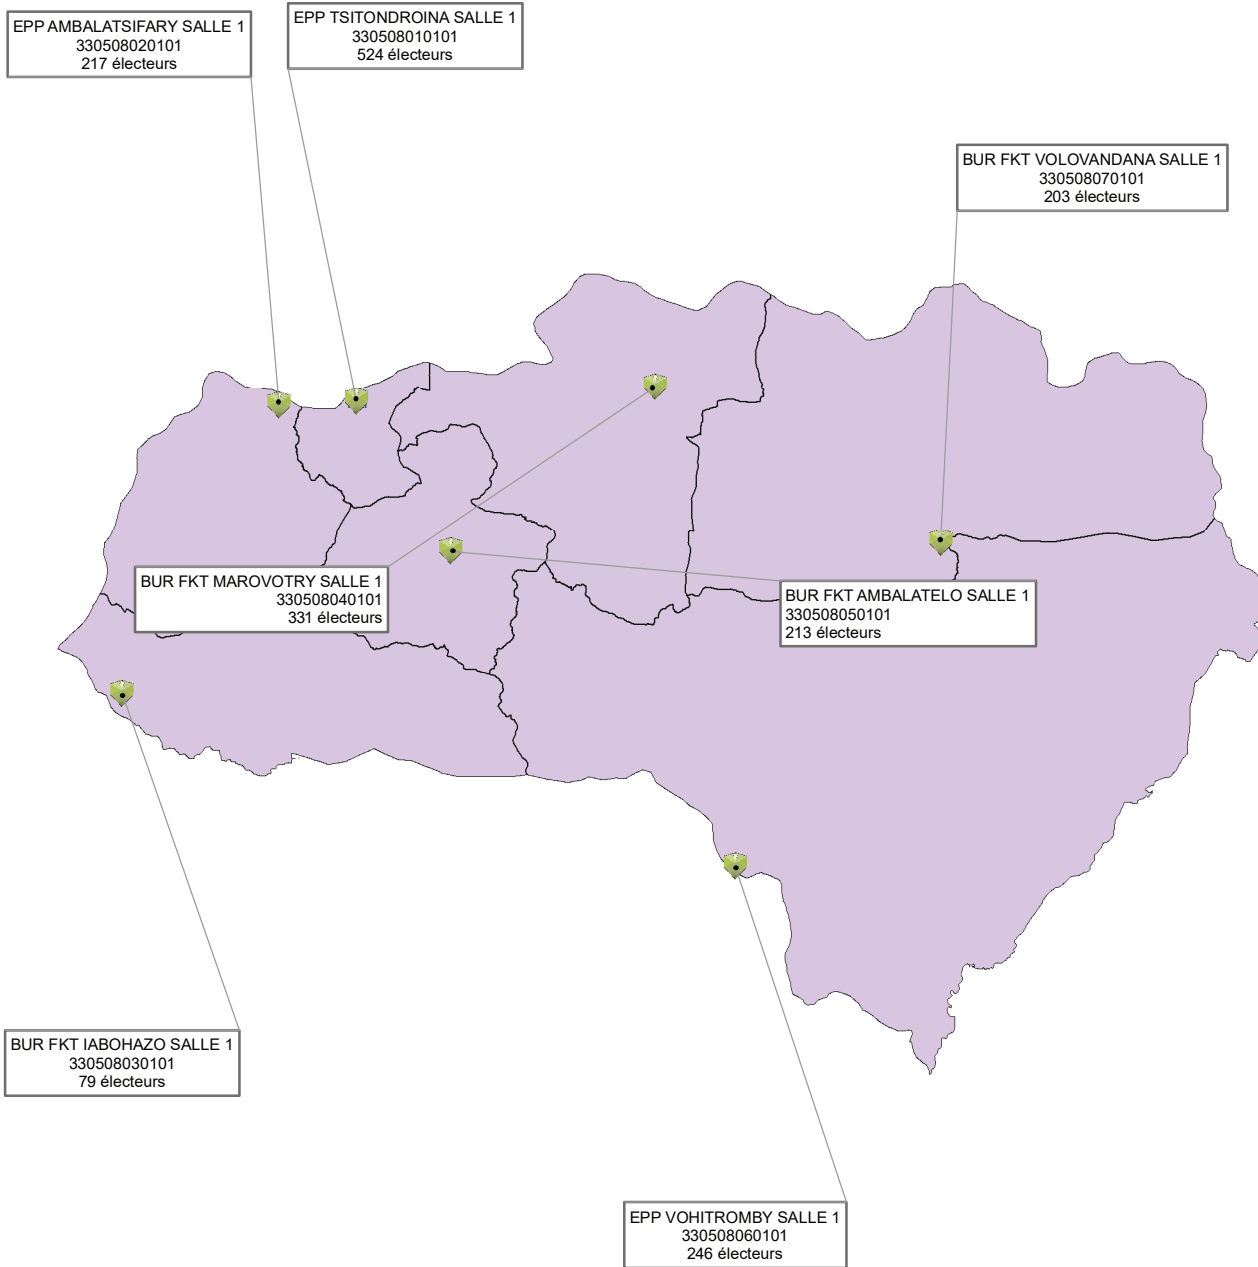 EPP AMBALATSIFARY SALLE 1
330508020101
217 électeurs
EPP TSITONDROINA SALLE 1
330508010101
524 électeurs
BUR FKT VOLOVANDANA SALLE 1
330508070101
203 électeurs
BUR FKT MAROVOTRY SALLE 1
330508040101
331 électeurs
BUR FKT AMBALATELO SALLE 1
330508050101
213 électeurs
BUR FKT IABOHAZO SALLE 1
330508030101
79 électeurs
EPP VOHITROMBY SALLE 1
330508060101
246 électeurs